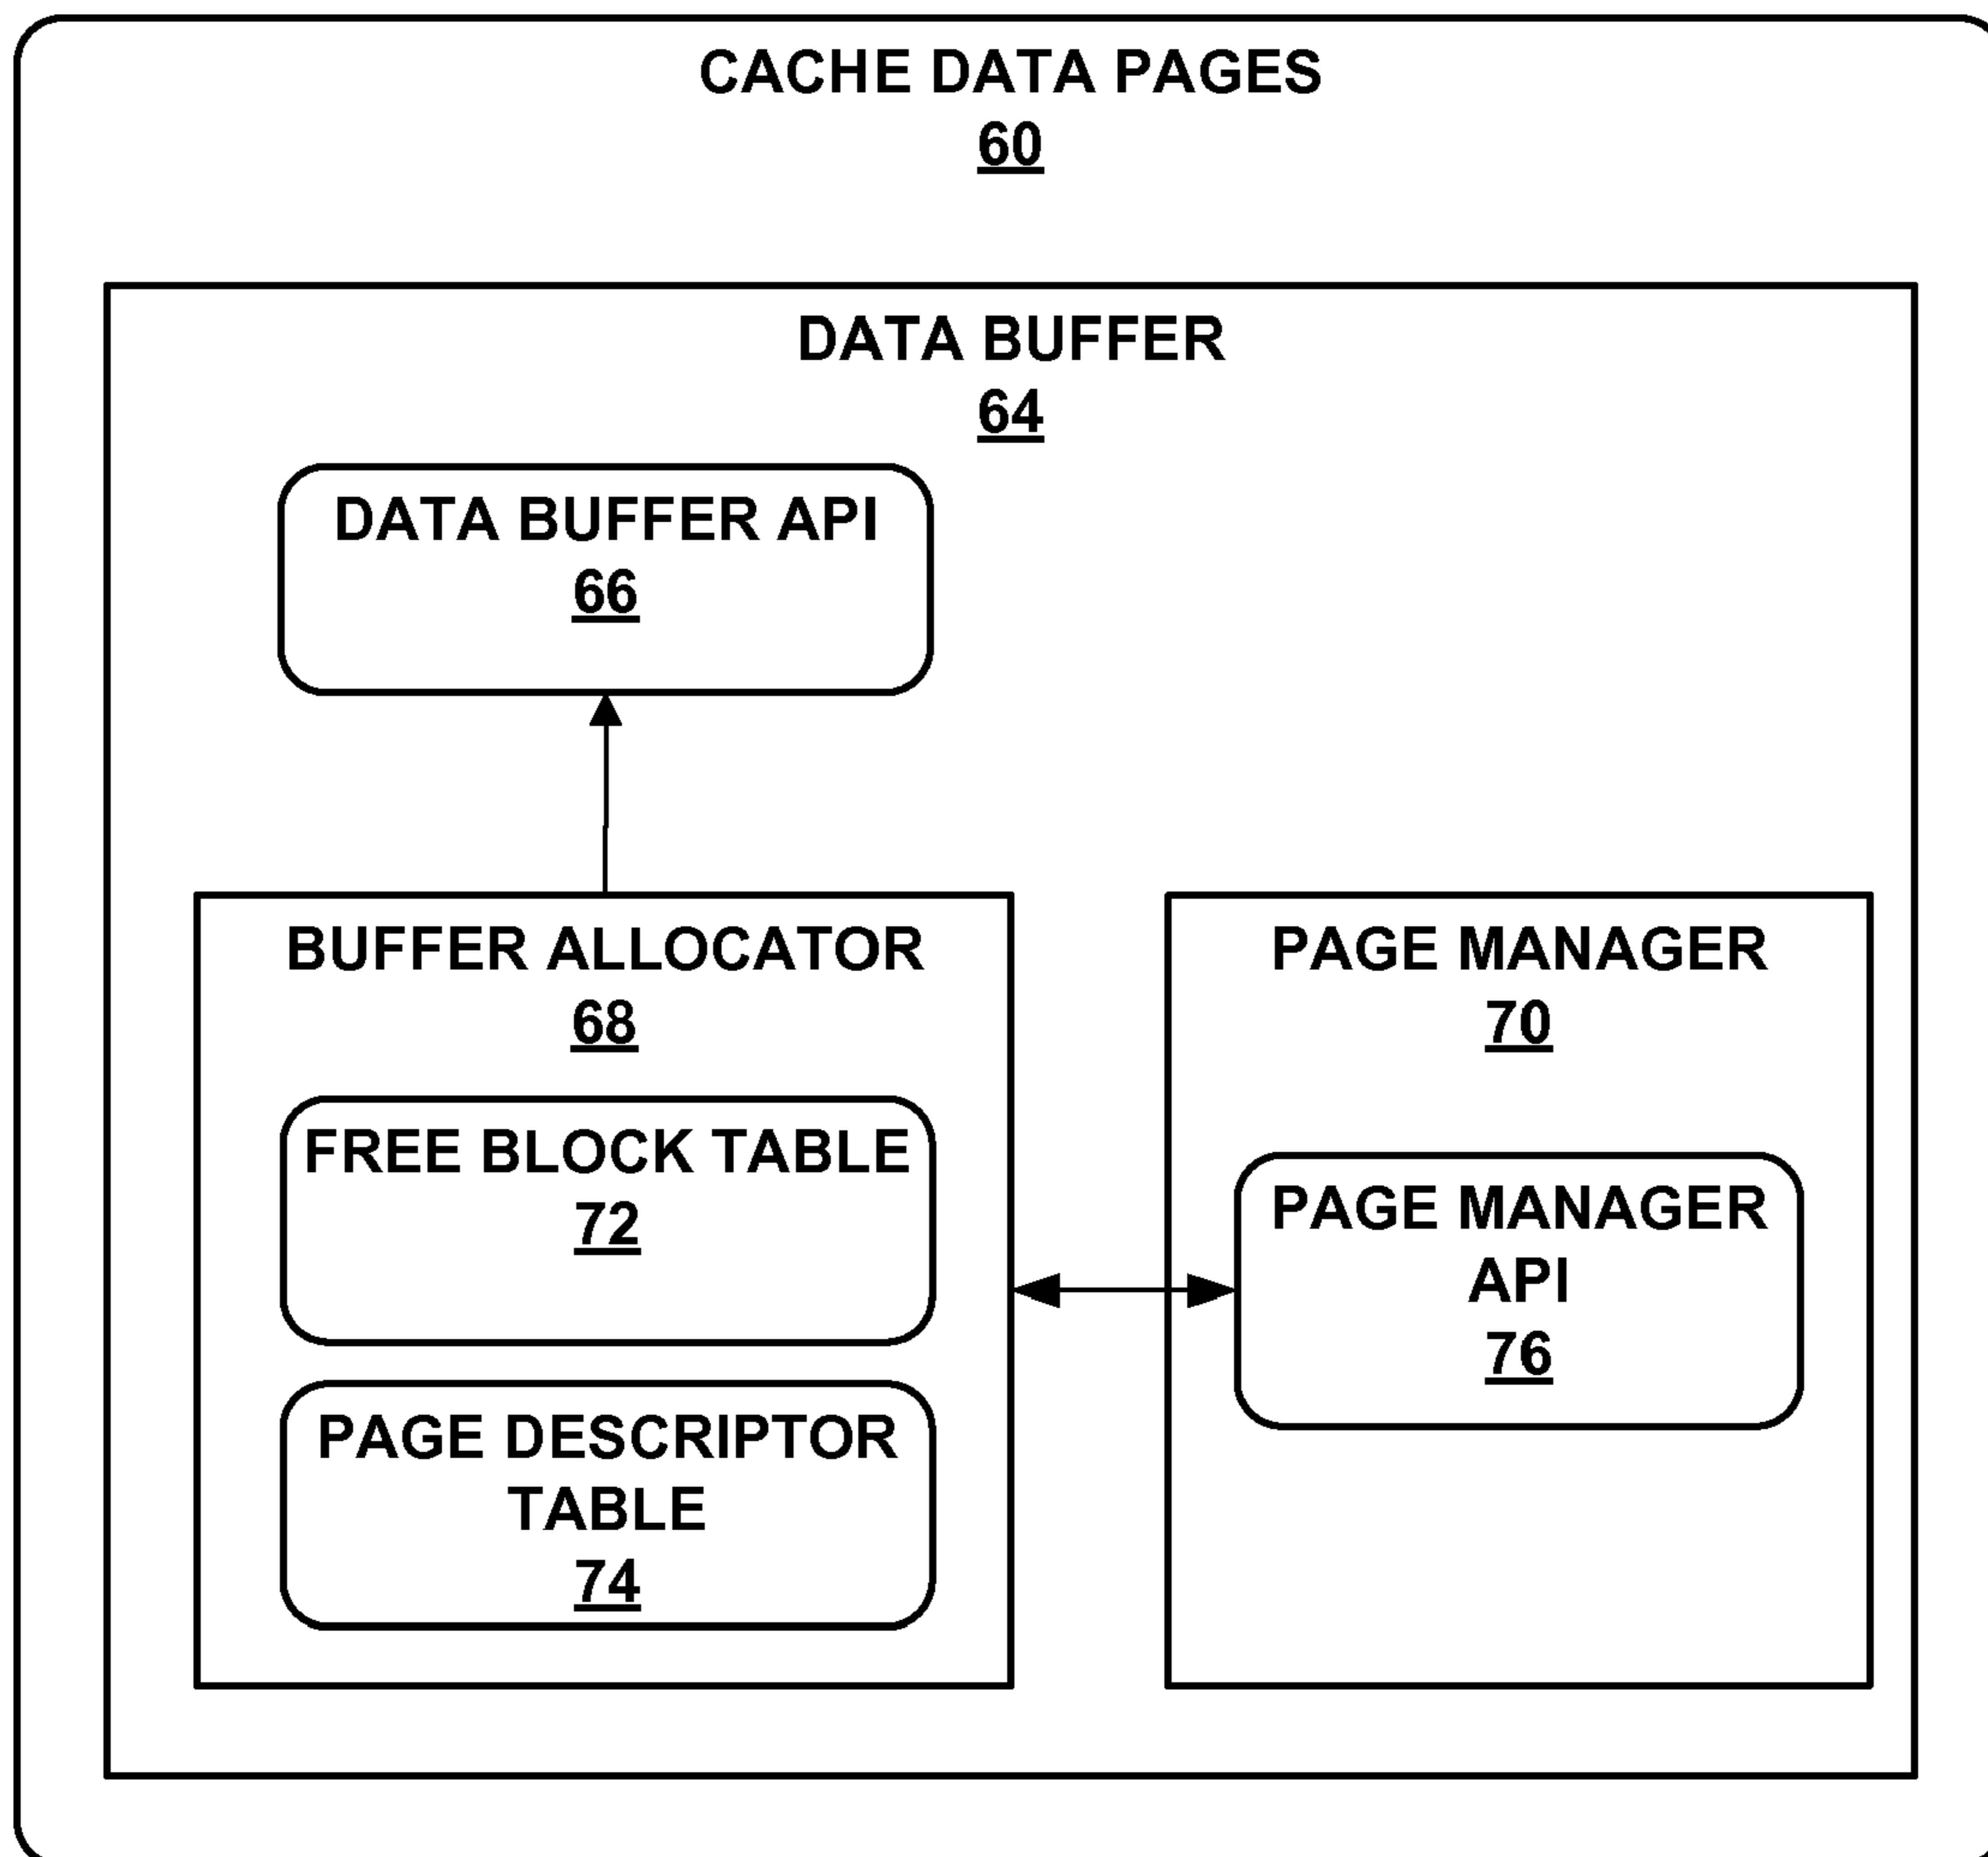 CACHE DATA PAGES
60
DATA BUFFER
64
DATA BUFFER API
66
BUFFER ALLOCATOR
68
FREE BLOCK TABLE
72
PAGE DESCRIPTOR
TABLE
74
PAGE MANAGER
70
PAGE MANAGER
API
76